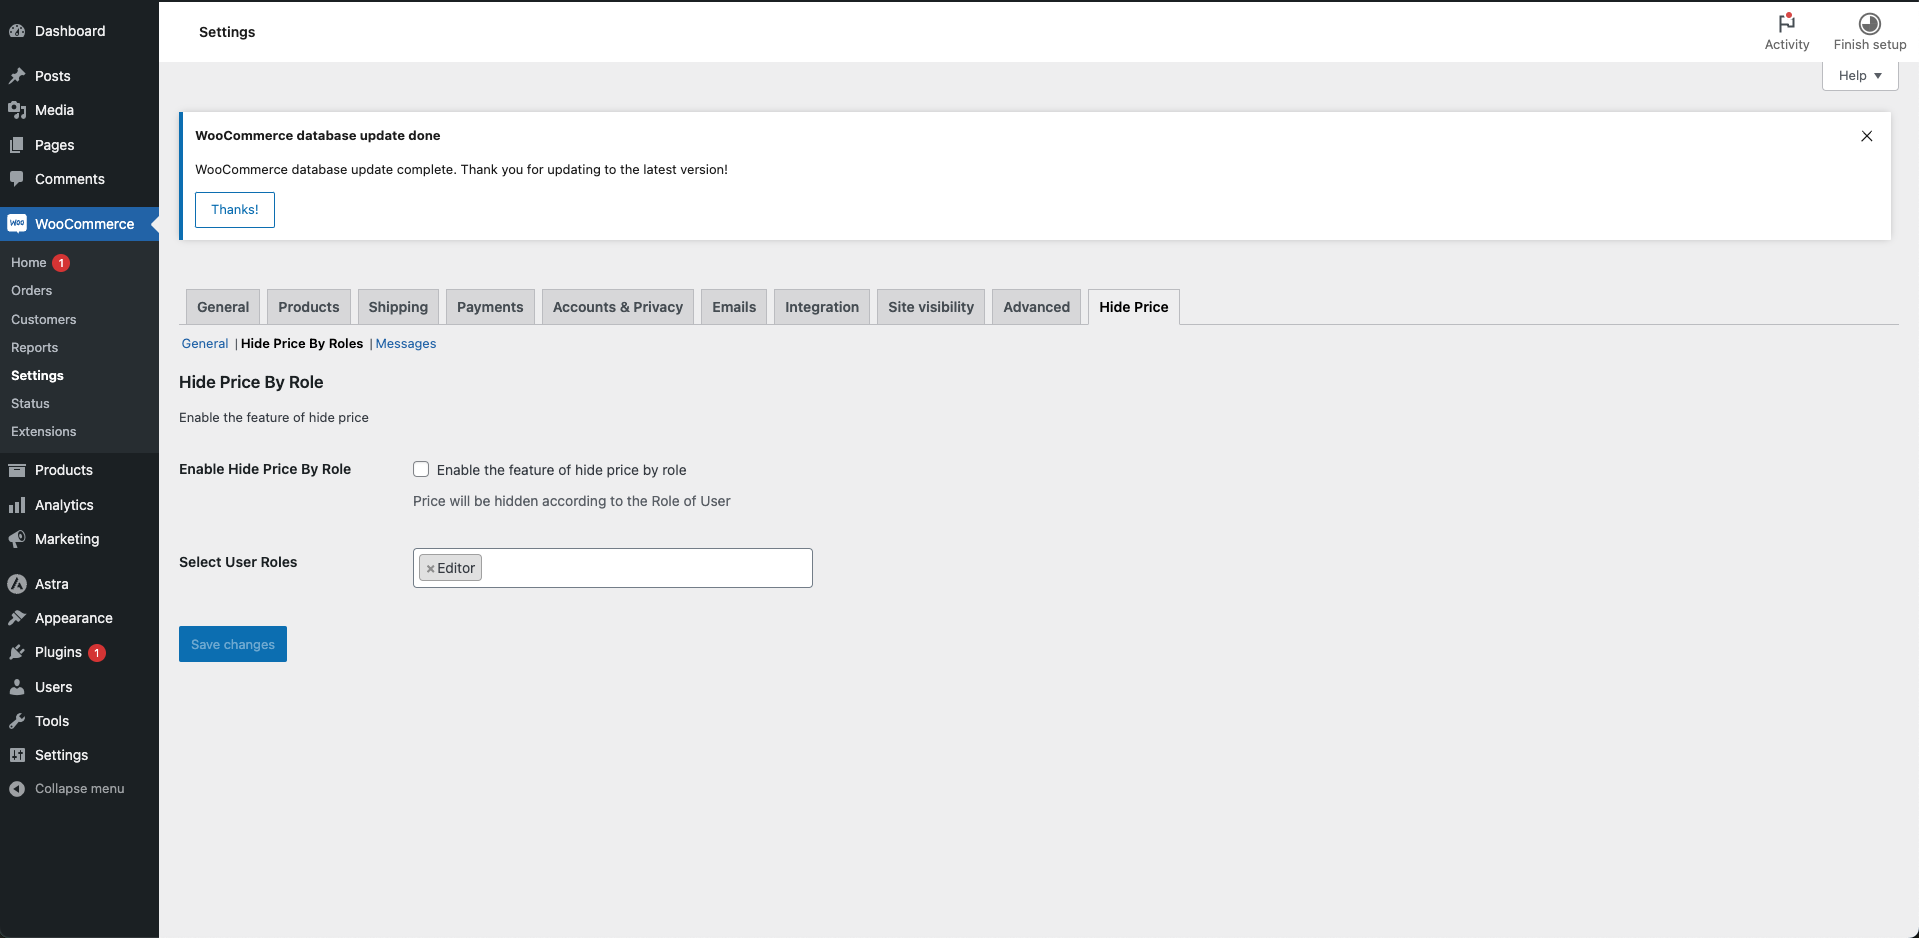 Dashboard
Posts
Media
Pages
Comments
Woo WooCommerce
Home 1
Orders
Customers
Reports
Settings
Status
Extensions
Products
Analytics
Marketing
Astra
Appearance
Plugins 1
Users
Tools
Settings
Collapse menu
Settings
Activity
Finish setup
Help
WooCommerce database update done
WooCommerce database update complete. Thank you for updating to the latest version!
Thanks!
General Products Shipping Payments Accounts & Privacy Emails Integration Site visibility Advanced Hide Price
General | Hide Price By Roles | Messages
Hide Price By Role
Enable the feature of hide price
Enable Hide Price By Role Enable the feature of hide price by role
Price will be hidden according to the Role of User
Select User Roles ×Editor
Save changes